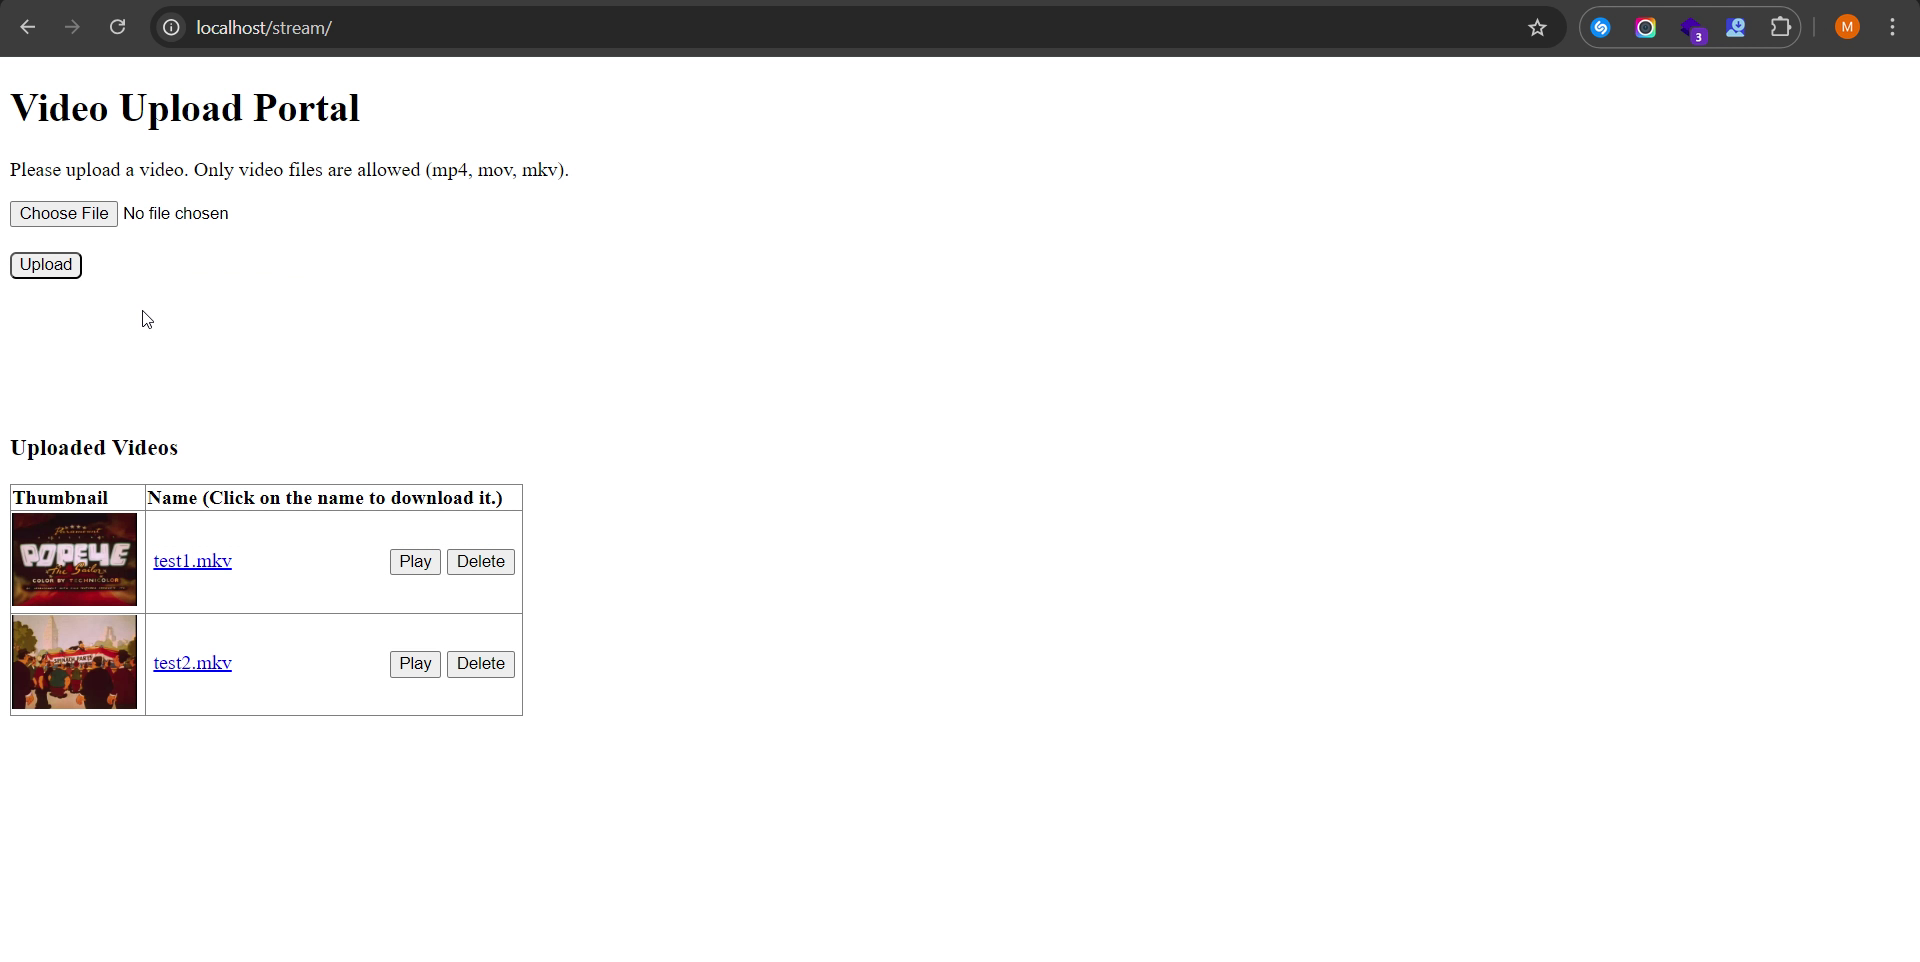 localhost/stream/
3
M
Video Upload Portal
Please upload a video. Only video files are allowed (mp4, mov, mkv).
Choose File No file chosen
Upload
Uploaded Videos
Thumbnail Name (Click on the name to download it.)
Paramount
POPEYE
The Sailor
COLOR BY TECHNICOLOR
test1.mkv Play Delete
test2.mkv Play Delete